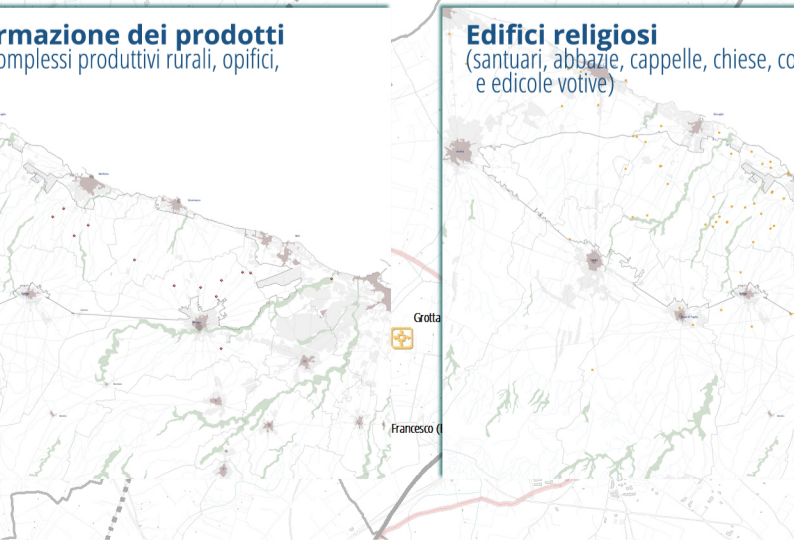 rmazione dei prodotti
omplessi produttivi rurali, opifici,
Edifici religiosi
(santuari, abbazie, cappelle, chiese, co
e edicole votive)
Grotta
Francesco (